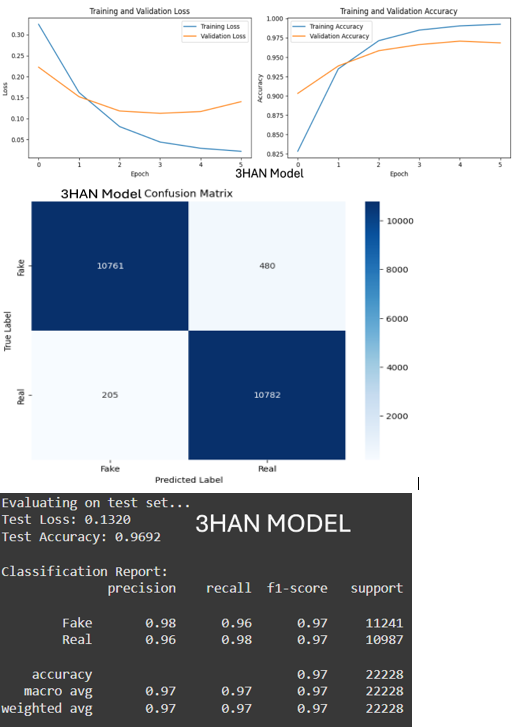 Training and Validation Loss
Training Loss
Validation Loss
0.30
0.25
0.20
0.15
0.10
0.05
Loss
0 1 2 3 4 5
Epoch
Training and Validation Accuracy
Training Accuracy
Validation Accuracy
1.000
0.975
0.950
0.925
0.900
0.875
0.850
0.825
Accuracy
0 1 2 3 4 5
Epoch
3HAN Model
3HAN Model Confusion Matrix
True Label
Fake
10761 480
Real
205 10782
Fake Real
Predicted Label
10000
8000
6000
4000
2000
Evaluating on test set...
Test Loss: 0.1320
Test Accuracy: 0.9692
3HAN MODEL
Classification Report:
precision recall f1-score support
Fake 0.98 0.96 0.97 11241
Real 0.96 0.98 0.97 10987
accuracy 0.97 22228
macro avg 0.97 0.97 0.97 22228
weighted avg 0.97 0.97 0.97 22228